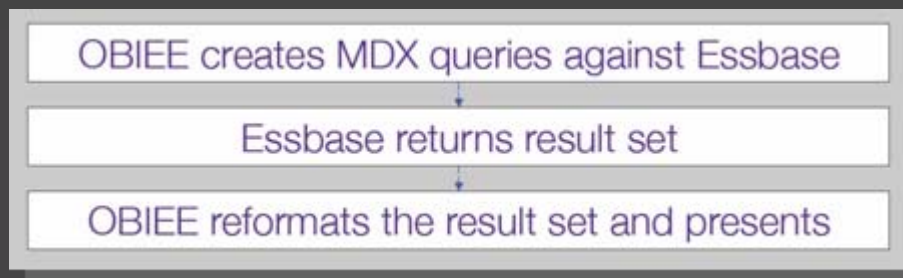 OBIEE creates MDX queries against Essbase
Essbase returns result set
OBIEE reformats the result set and presents